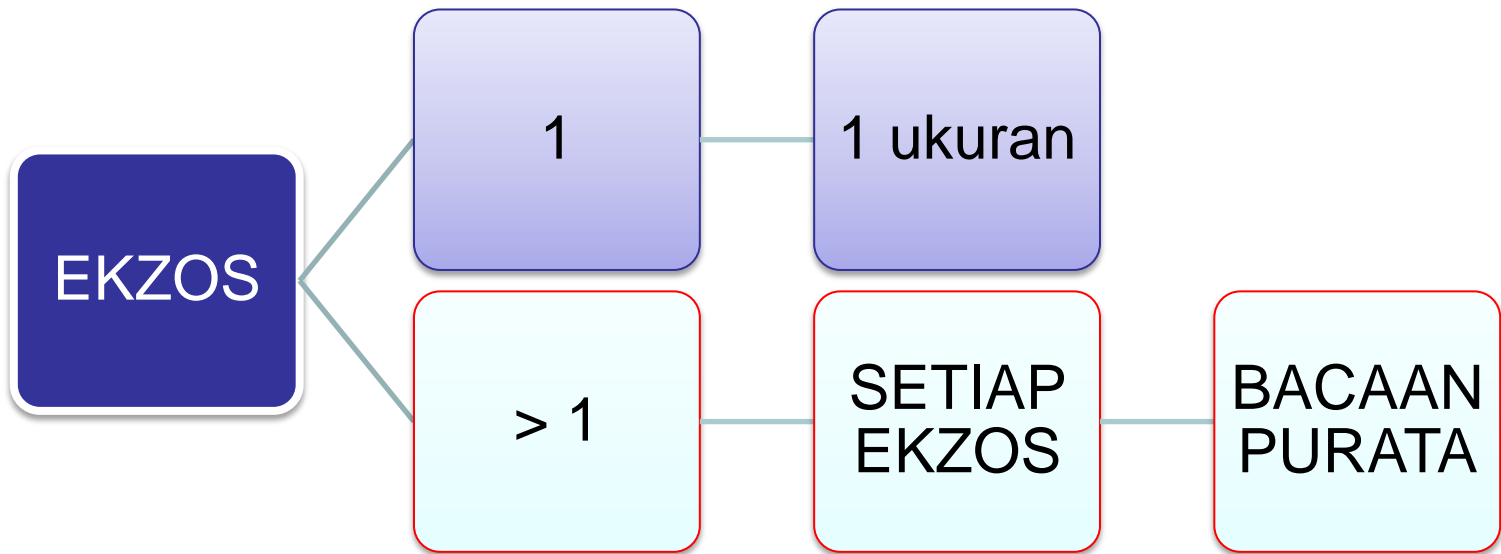 EKZOS
1
1 ukuran
> 1
SETIAP
EKZOS
BACAAN
PURATA